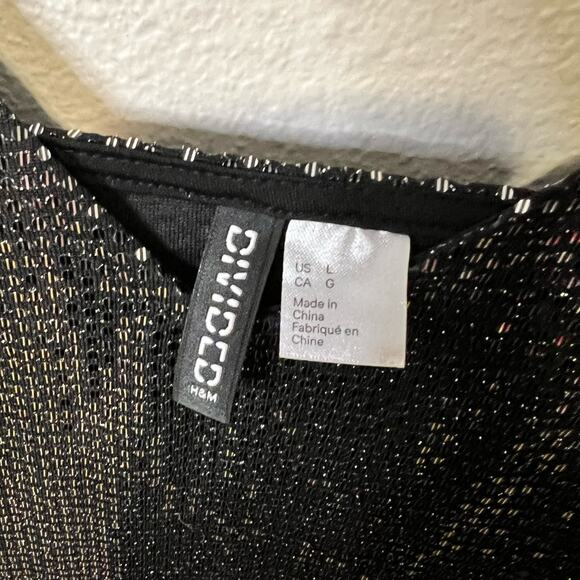 DIVIDED
H&M
US L
CA G
Made in
China
Fabriqué en
Chine